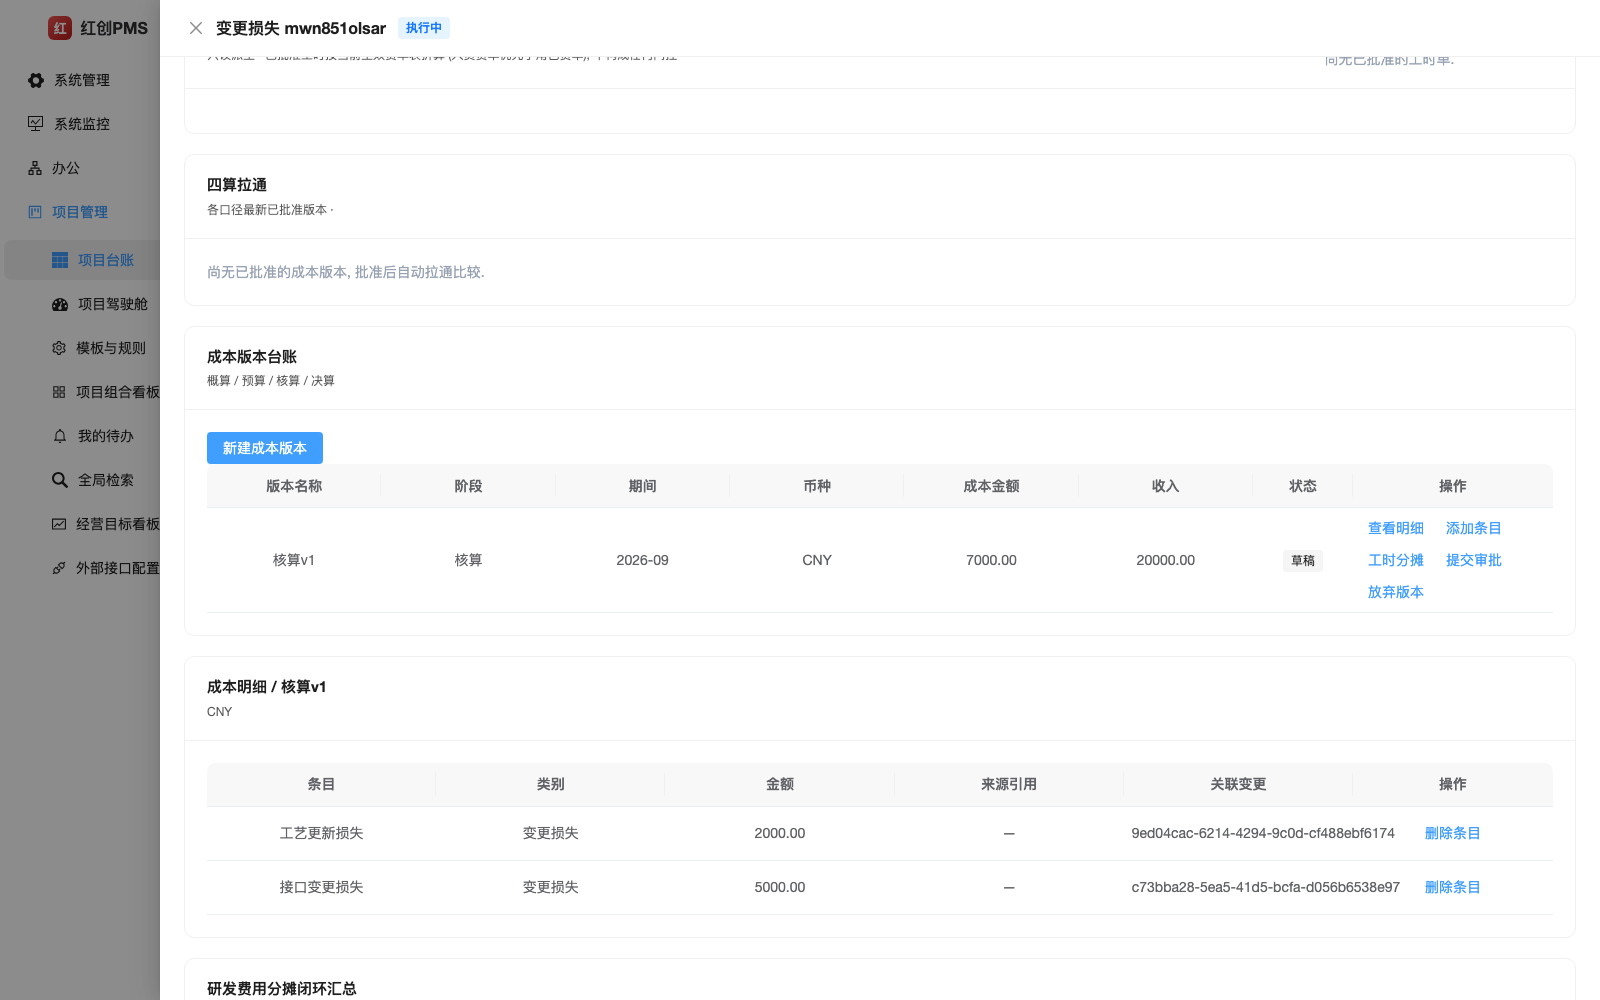 红 红创PMS
系统管理
系统监控
办公
项目管理
项目台账
项目驾驶舱
模板与规则
项目组合看板
我的待办
全局检索
经营目标看板
外部接口配置
变更损失 mwn851olsar 执行中
尚无已批准的工时单.
四算拉通
各口径最新已批准版本 ·
尚无已批准的成本版本, 批准后自动拉通比较.
成本版本台账
概算 / 预算 / 核算 / 决算
新建成本版本
版本名称 阶段 期间 币种 成本金额 收入 状态 操作
核算v1 核算 2026-09 CNY 7000.00 20000.00 草稿 查看明细 添加条目
工时分摊 提交审批
放弃版本
成本明细 / 核算v1
CNY
条目 类别 金额 来源引用 关联变更 操作
工艺更新损失 变更损失 2000.00 — 9ed04cac-6214-4294-9c0d-cf488ebf6174 删除条目
接口变更损失 变更损失 5000.00 — c73bba28-5ea5-41d5-bcfa-d056b6538e97 删除条目
研发费用分摊闭环汇总